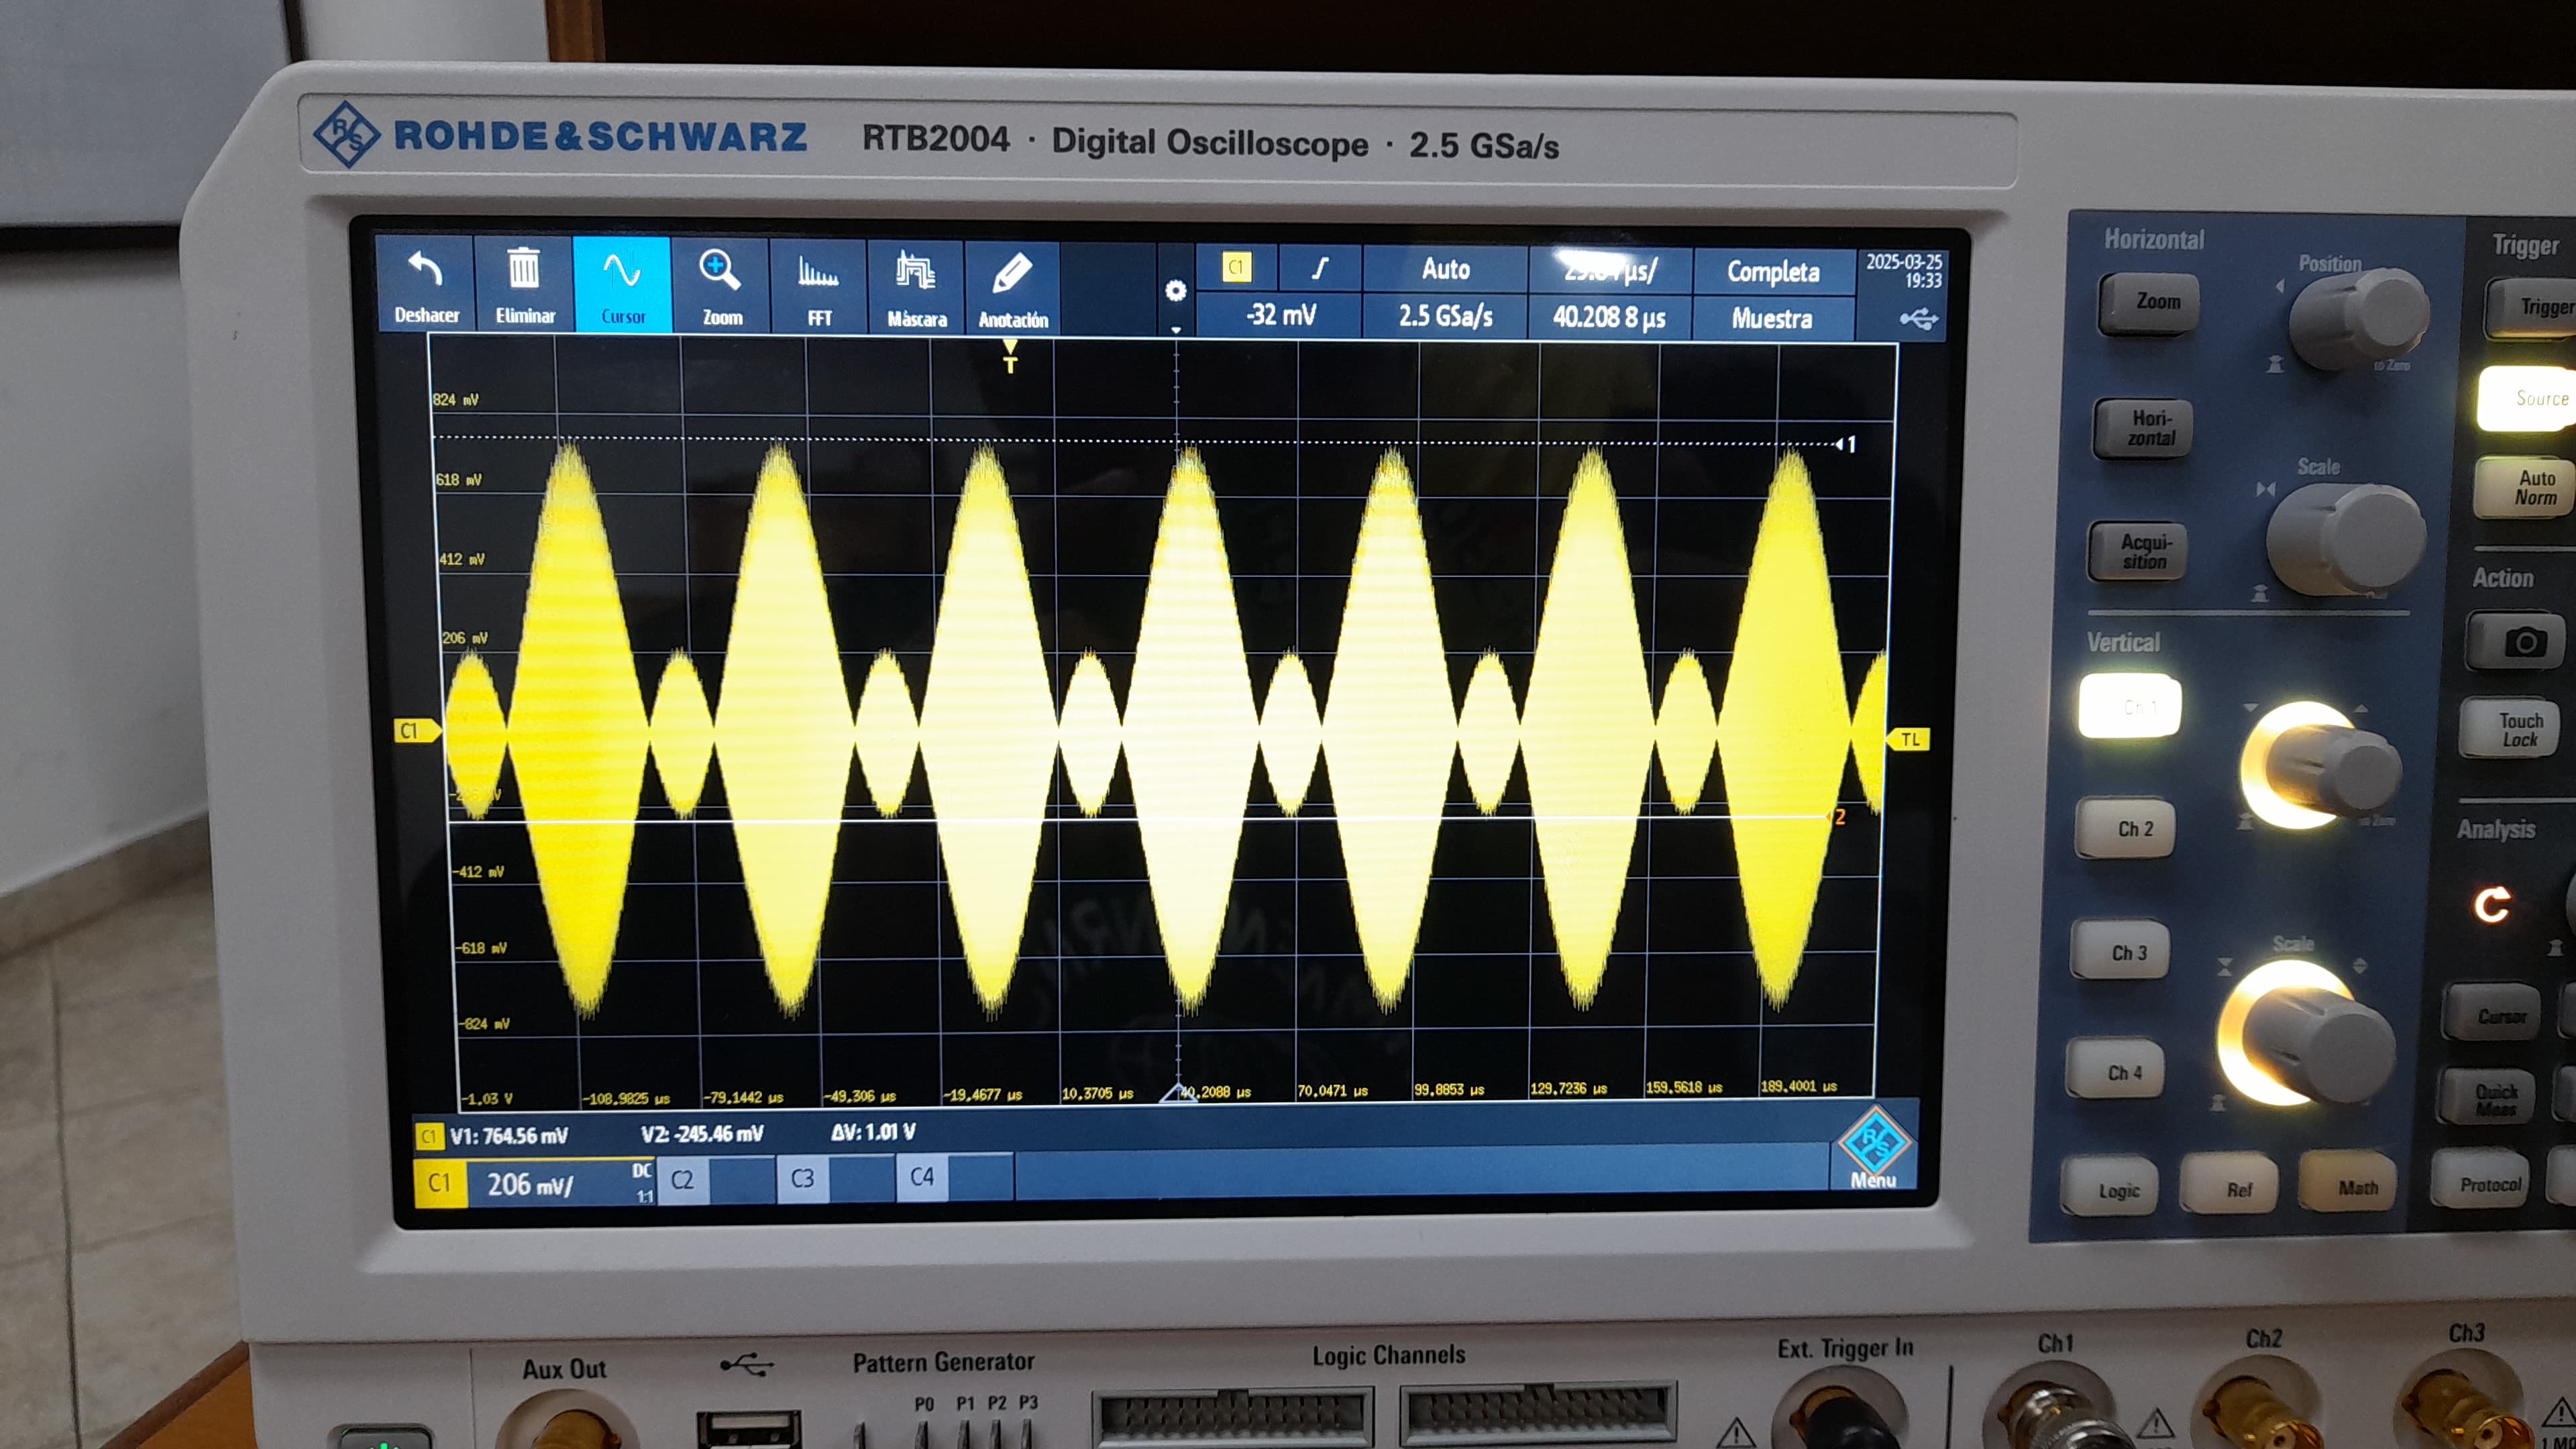 ROHDE&SCHWARZ RTB2004 · Digital Oscilloscope · 2.5 GSa/s
Deshacer Eliminar Cursor Zoom FFT Máscara Anotación
C1 Auto µs/ Completa
-32 mV 2.5 GSa/s 40.208 8 µs Muestra
2025-03-25
19:33
T
824 mV
1
618 mV
412 mV
206 mV
C1
TL
2
-412 mV
-618 mV
-824 mV
-1.03 V -108.9825 µs -79.1442 µs -49.306 µs -19.4677 µs 10.3705 µs 40.2088 µs 70.0471 µs 99.8853 µs 129.7236 µs 159.5618 µs 189.4001 µs
C1 V1: 764.56 mV V2: -245.46 mV ΔV: 1.01 V
C1 206 mV/ DC 1:1 C2 C3 C4
Menu
Horizontal
Position
Zoom
to Zero
Hori-
zontal
Scale
Acqui-
sition
Vertical
Ch 1
Ch 2
to Zero
Ch 3
Scale
Ch 4
Logic Ref Math
Trigger
Trigger
Source
Auto
Norm
Action
Touch
Lock
Analysis
Cursor
Quick
Meas
Protocol
Aux Out
Pattern Generator
P0 P1 P2 P3
Logic Channels
Ext. Trigger In
Ch1
Ch2
Ch3